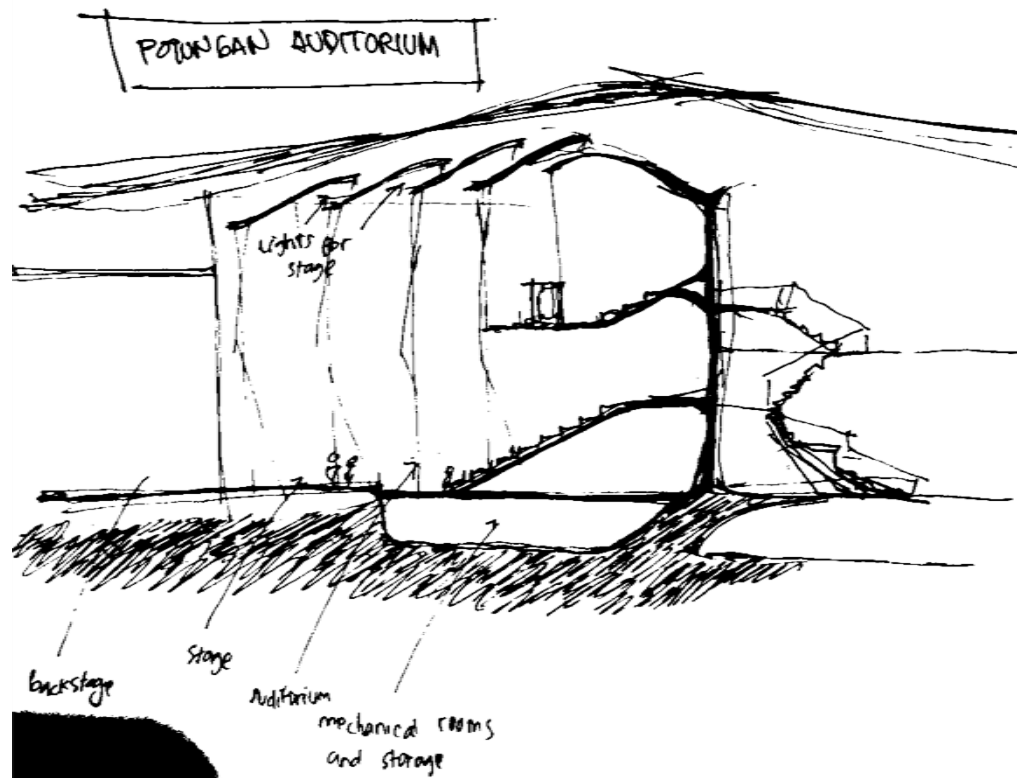 POTONGAN AUDITORIUM
Lights for
stage
backstage
stage
Auditorium
mechanical rooms
and storage